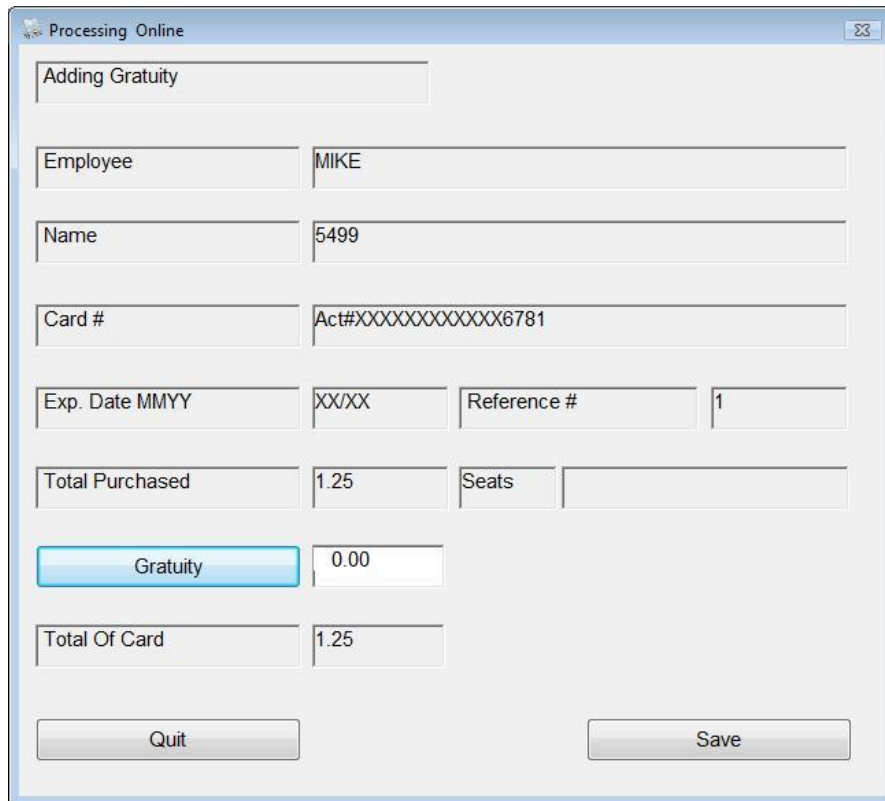 Processing Online
Adding Gratuity
Employee MIKE
Name 5499
Card # Act#XXXXXXXXXXXX6781
Exp. Date MMYY XX/XX Reference # 1
Total Purchased 1.25 Seats
Gratuity 0.00
Total Of Card 1.25
Quit Save